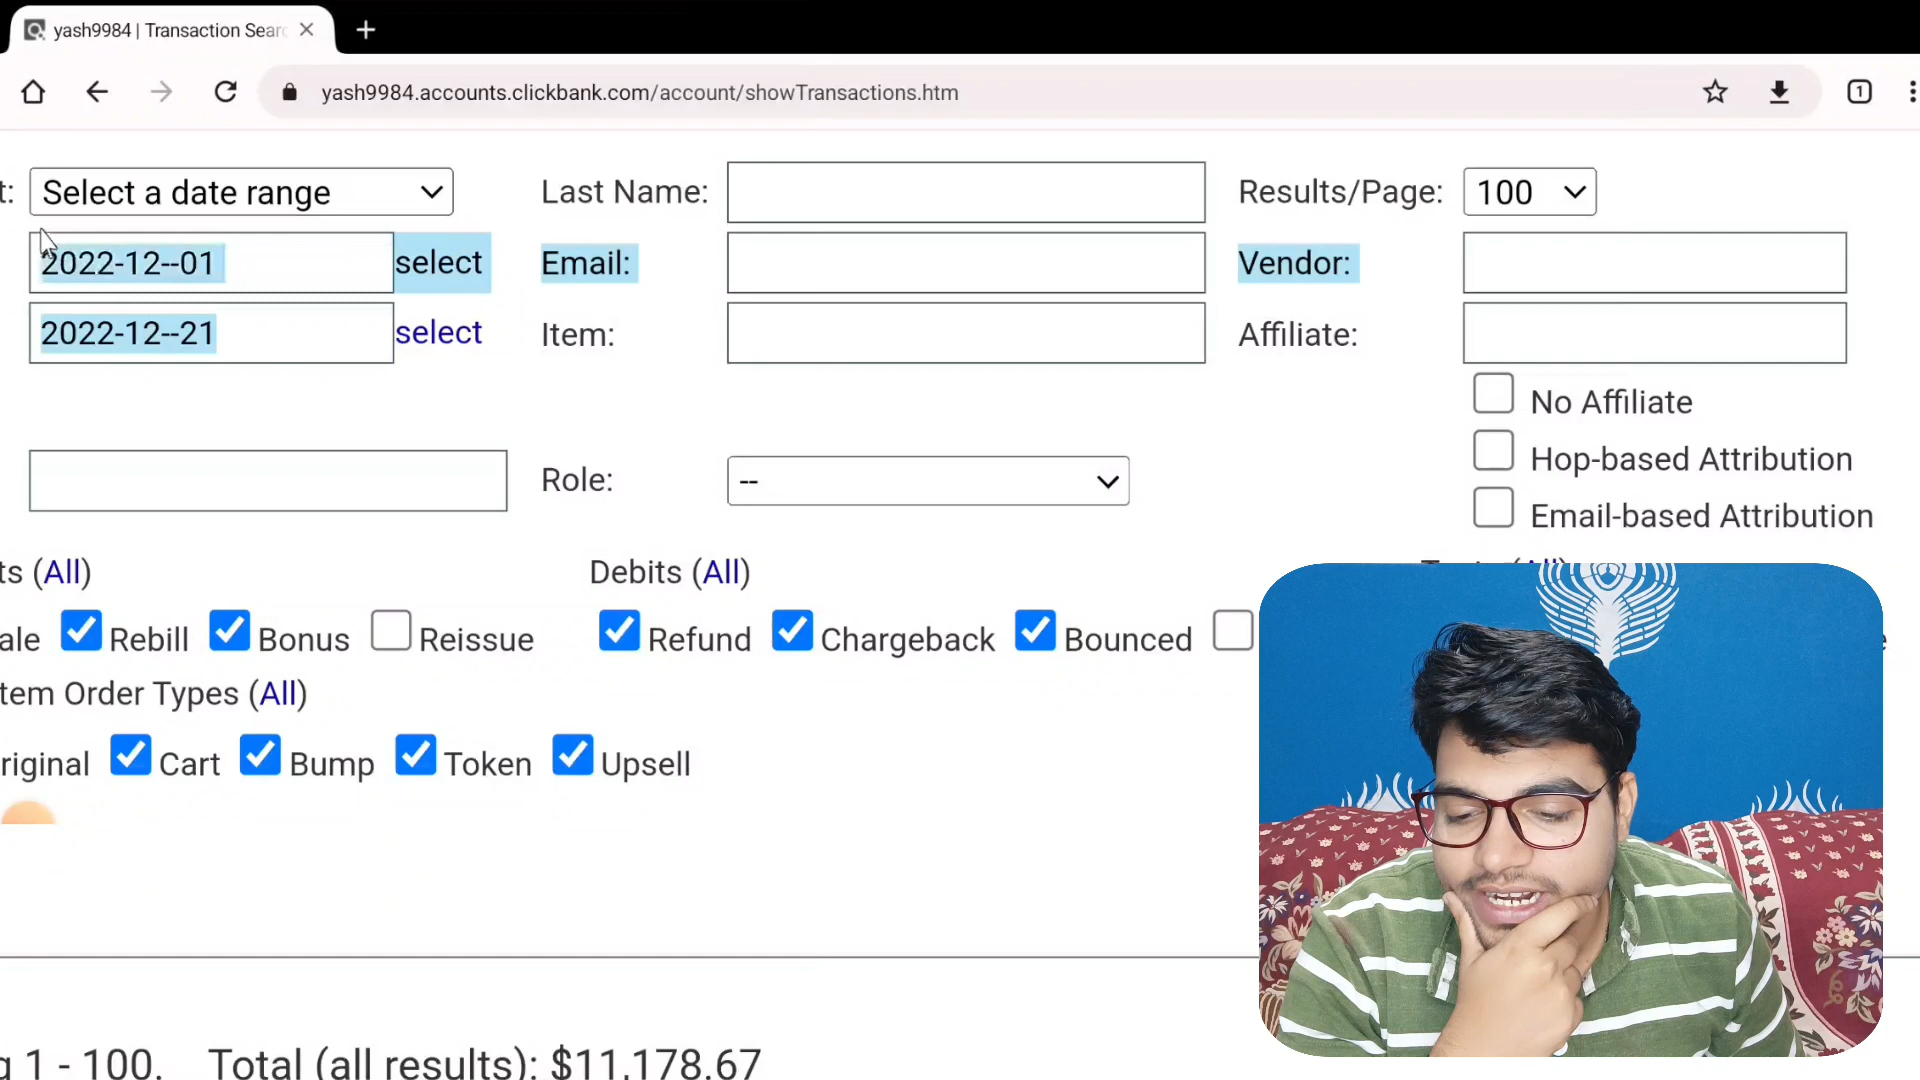 yash9984 | Transaction Sear
yash9984.accounts.clickbank.com/account/showTransactions.htm
1
t: Select a date range Last Name: Results/Page: 100
2022-12--01 select Email: Vendor:
2022-12--21 select Item: Affiliate:
No Affiliate
Role: -- Hop-based Attribution
Email-based Attribution
ts (All) Debits (All)
ale Rebill Bonus Reissue Refund Chargeback Bounced
tem Order Types (All)
riginal Cart Bump Token Upsell
g 1 - 100. Total (all results): $11,178.67